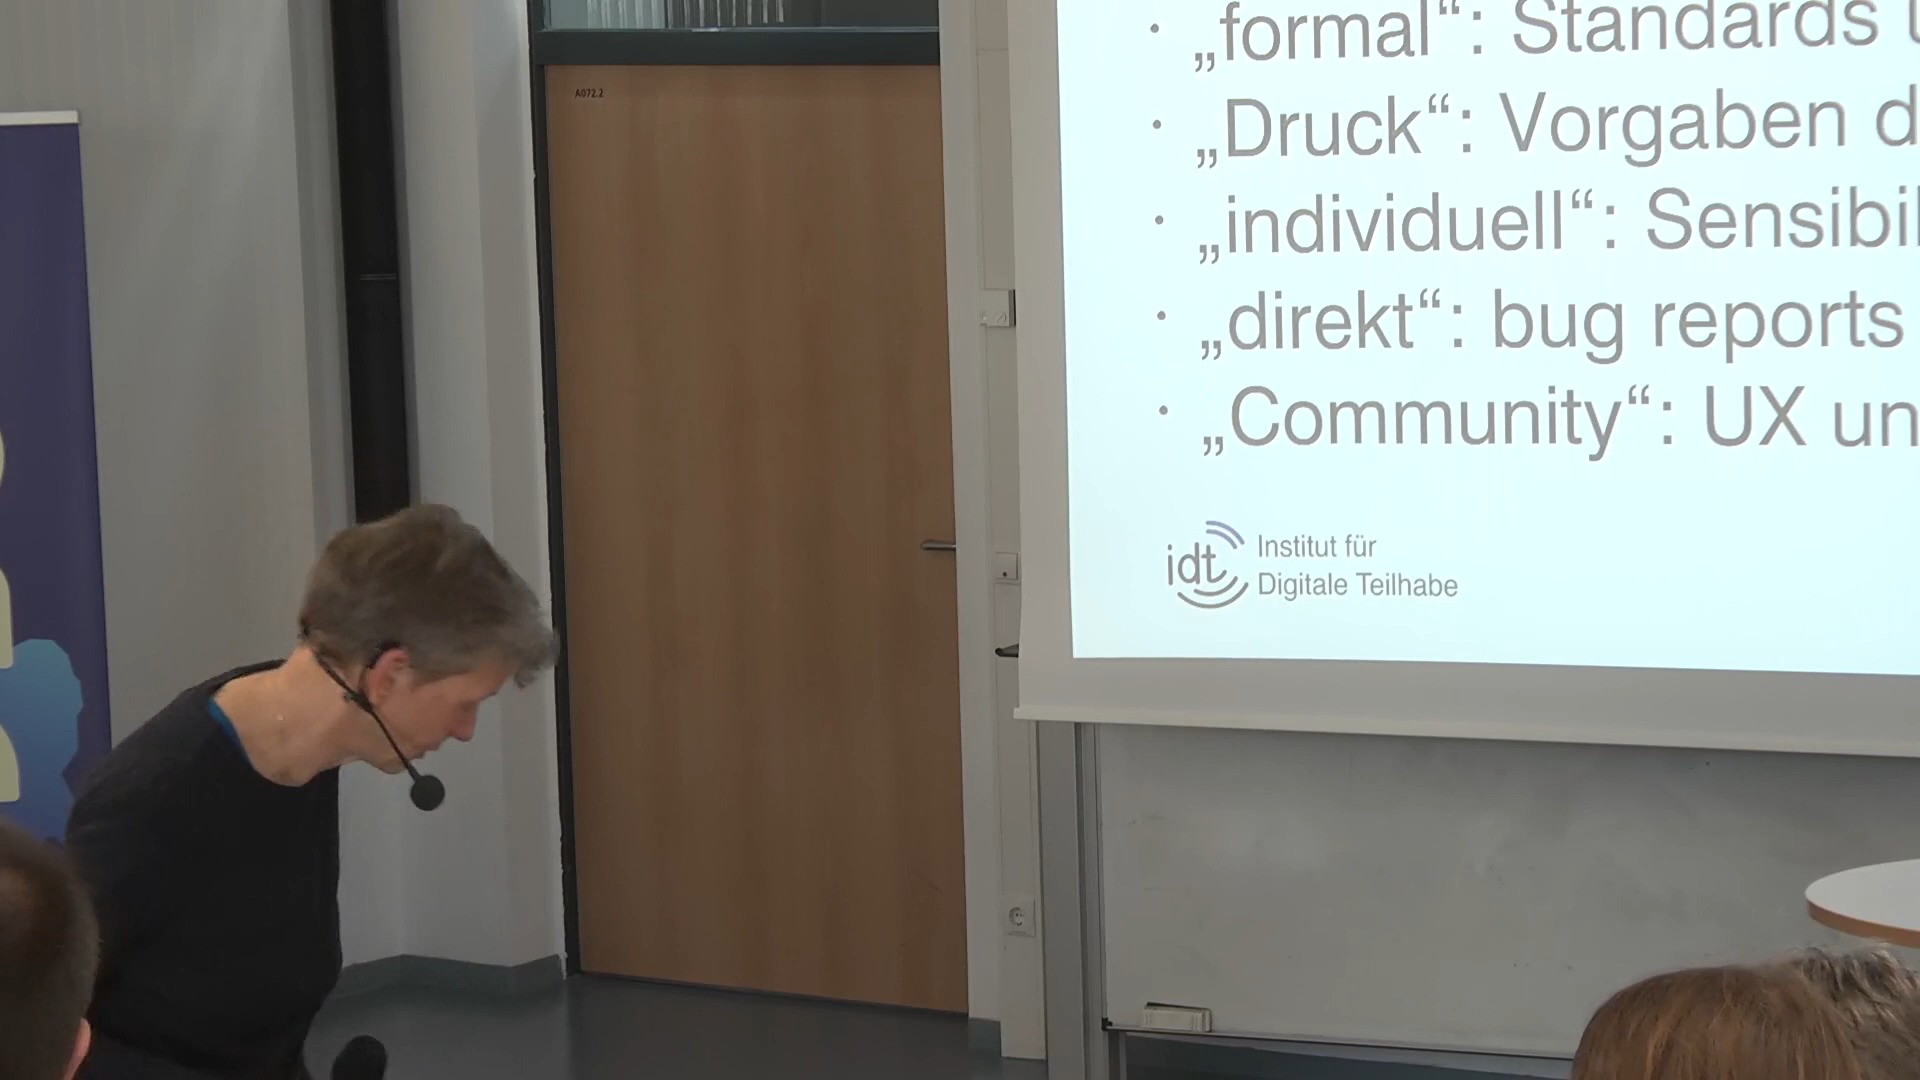 A072.2
„formal“: Standards
„Druck“: Vorgaben d
„individuell“: Sensibil
„direkt“: bug reports
„Community“: UX un
idt Institut für
Digitale Teilhabe